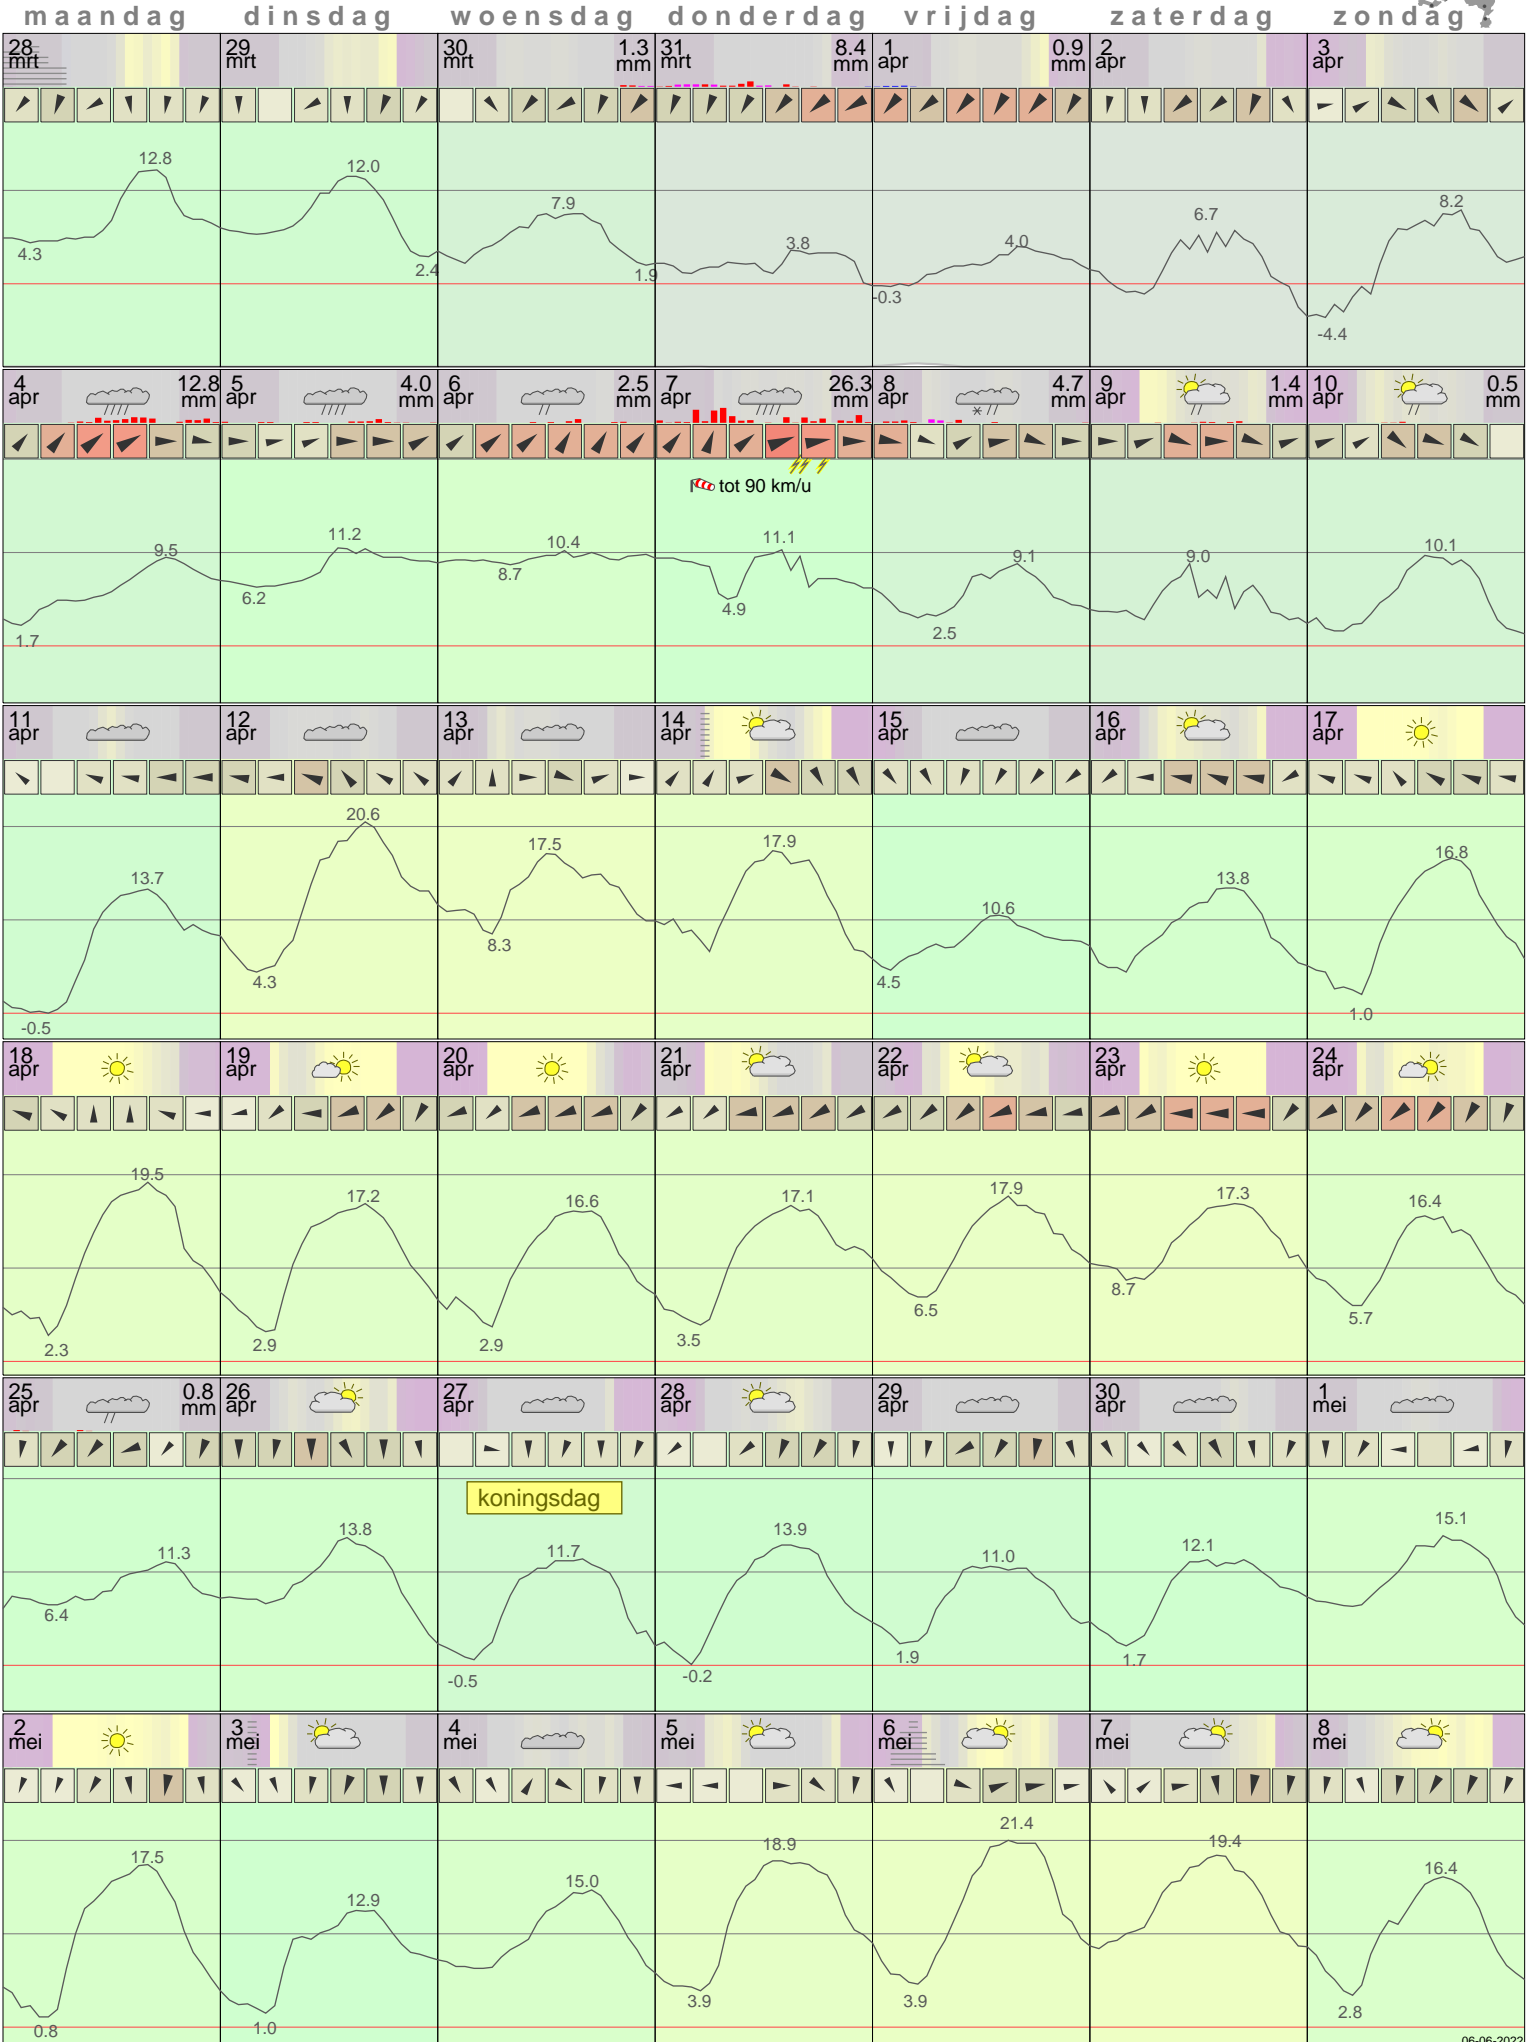 maandag dinsdag woensdag donderdag vrijdag zaterdag zondag
28 29 30 1.3 31 8.4 1 0.9 2 3
mrt mrt mrt mm mrt mm apr mm apr apr
12.8 12.0 7.9 3.8 4.0 6.7 8.2
4.3 2.4 1.9 -0.3 -4.4
4 12.8 5 4.0 6 2.5 7 26.3 8 4.7 9 1.4 10 0.5
apr mm apr mm apr mm apr mm apr mm apr mm apr mm
tot 90 km/u
9.5 11.2 10.4 11.1 9.1 9.0 10.1
1.7 6.2 8.7 4.9 2.5
11 12 13 14 15 16 17
apr apr apr apr apr apr apr
13.7 20.6 17.5 17.9 10.6 13.8 16.8
-0.5 4.3 8.3 4.5 1.0
18 19 20 21 22 23 24
apr apr apr apr apr apr apr
19.5 17.2 16.6 17.1 17.9 17.3 16.4
2.3 2.9 2.9 3.5 6.5 8.7 5.7
25 0.8 26 27 28 29 30 1
apr mm apr apr apr apr apr mei
koningsdag
11.3 13.8 11.7 13.9 11.0 12.1 15.1
6.4 -0.5 -0.2 1.9 1.7
2 3 4 5 6 7 8
mei mei mei mei mei mei mei
17.5 12.9 15.0 18.9 21.4 19.4 16.4
0.8 1.0 3.9 3.9 2.8
06-06-2022